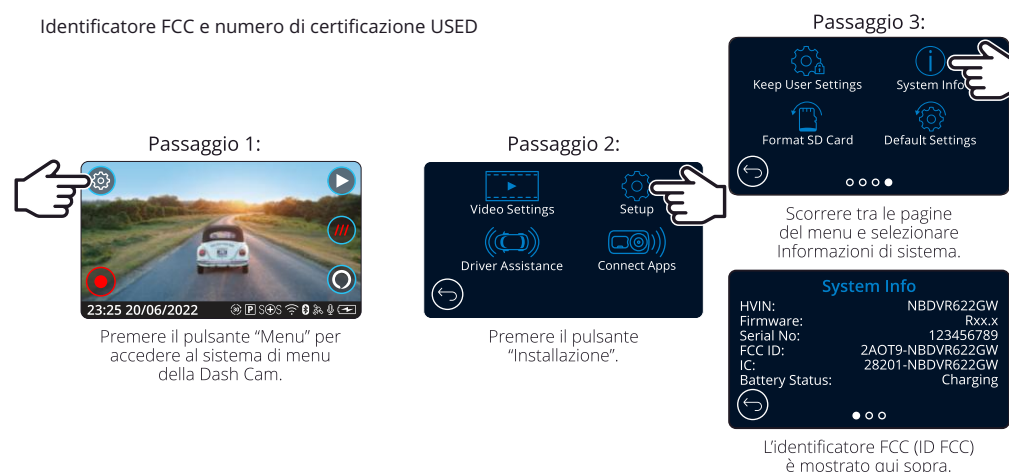 Identificatore FCC e numero di certificazione USED
Passaggio 1:
23:25 20/06/2022
Premere il pulsante “Menu” per
accedere al sistema di menu
della Dash Cam.
Passaggio 2:
Video Settings
Setup
Driver Assistance
Connect Apps
Premere il pulsante
“Installazione”.
Passaggio 3:
Keep User Settings
System Info
Format SD Card
Default Settings
Scorrere tra le pagine
del menu e selezionare
Informazioni di sistema.
System Info
HVIN: NBDVR622GW
Firmware: Rxx.x
Serial No: 123456789
FCC ID: 2AOT9-NBDVR622GW
IC: 28201-NBDVR622GW
Battery Status: Charging
L’identificatore FCC (ID FCC)
è mostrato qui sopra.